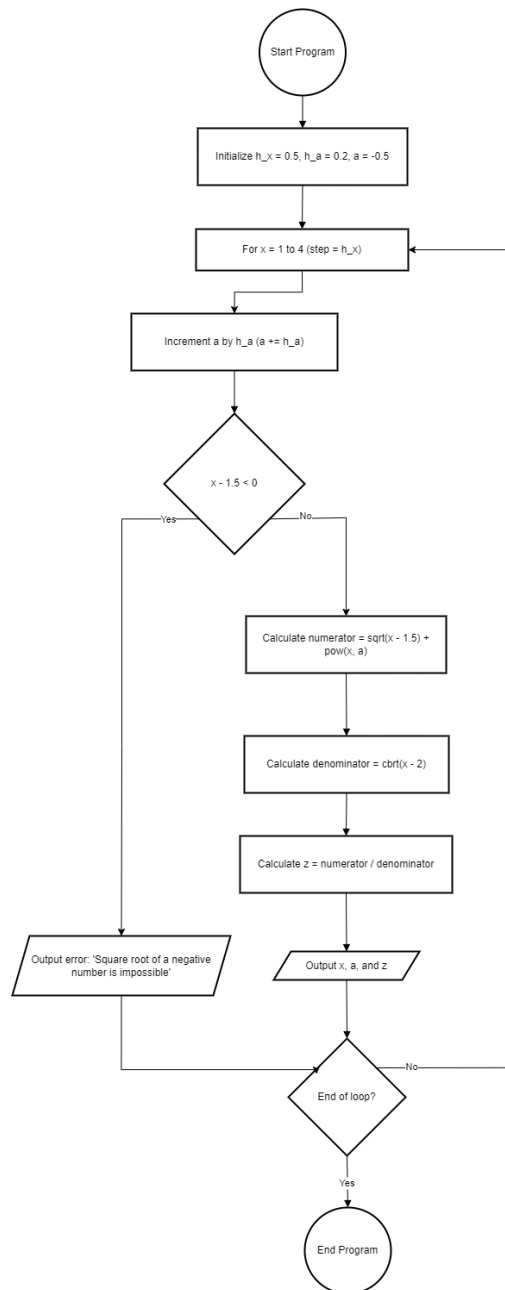 Start Program
Initialize h_x = 0.5, h_a = 0.2, a = -0.5
For x = 1 to 4 (step = h_x)
Increment a by h_a (a += h_a)
x - 1.5 < 0
Yes
No
Calculate numerator = sqrt(x - 1.5) +
pow(x, a)
Calculate denominator = cbrt(x - 2)
Calculate z = numerator / denominator
Output error: 'Square root of a negative
number is impossible'
Output x, a, and z
End of loop?
No
Yes
End Program